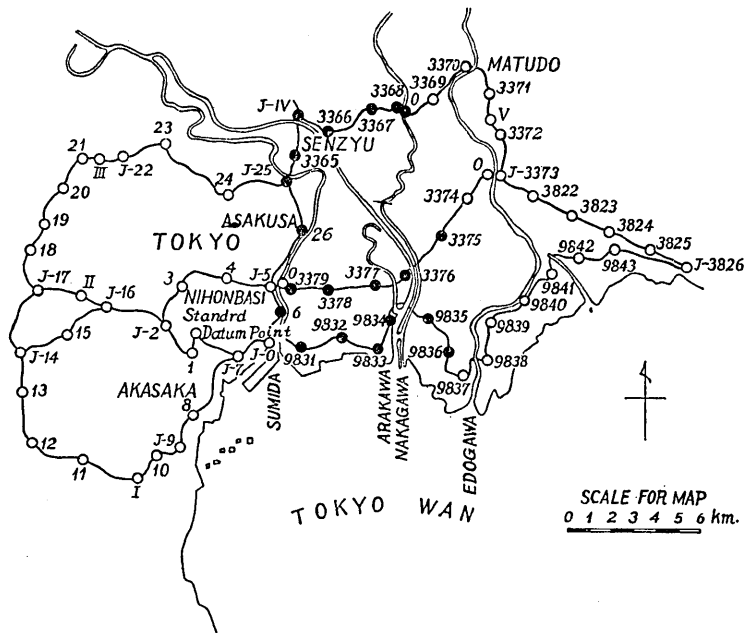 3370 MATUDO
3368 0 3369
3371
J-IV 3366
3367
V
3372
SENZYU
21 23
III J-22
J-25 3365
0 J-3373
20 24
3374
3822
3823
19
ASAKUSA
26
3375
3824
18 TOKYO
9842 3825
9843 J-3826
J-17 II J-16
3 4 J-5 0 3379
3377 3376
9841
NIHONBASI
3378
9840
Standrd
6
9832 9834 9835
9839
15 J-2
Datum Point
J-14
1 J-7 J-0
9831 9833 9836
9838
9837
13
AKASAKA
8
SUMIDA
ARAKAWA
NAKAGAWA
EDOGAWA
12 J-9
11 10
I
TOKYO WAN
SCALE FOR MAP
0 1 2 3 4 5 6 km.